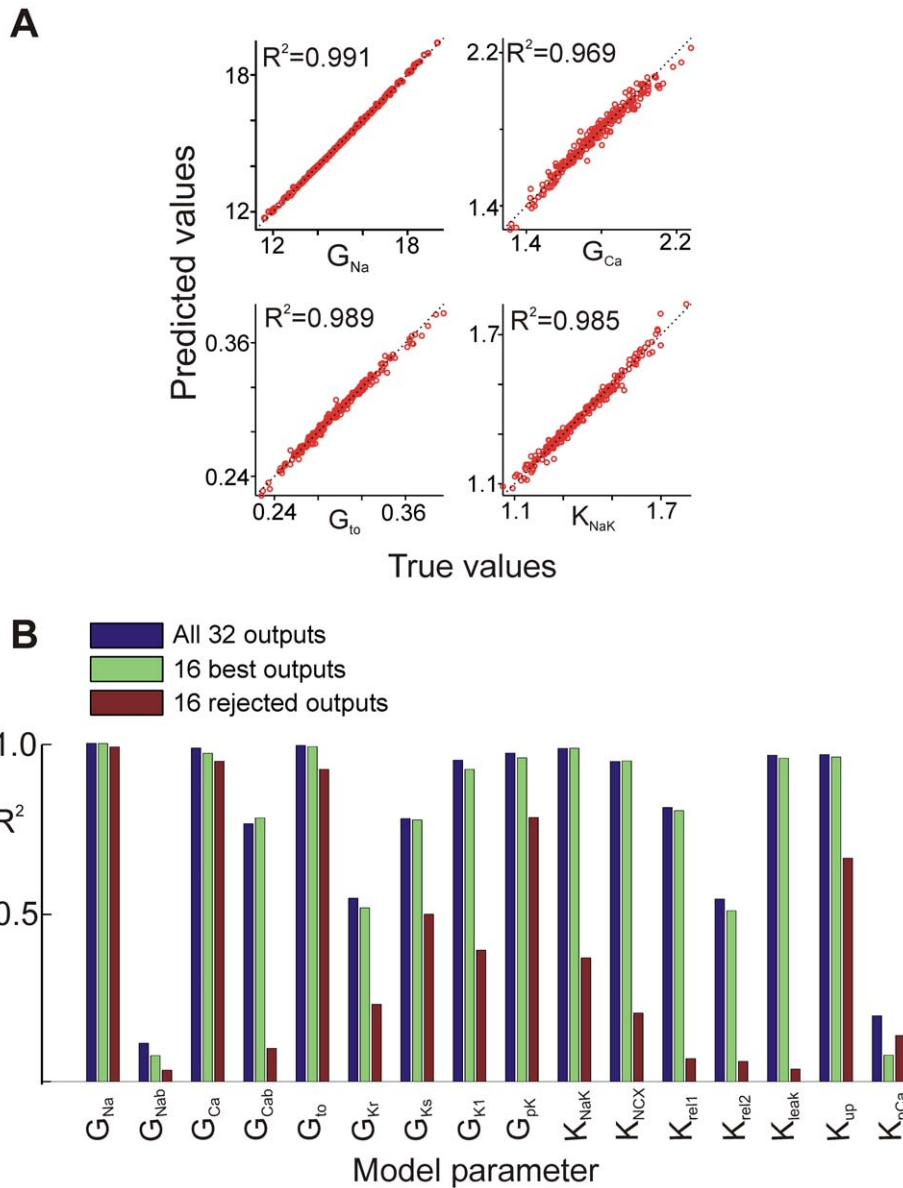 A
R²=0.991
R²=0.969
18
12
12 18
G_Na
2.2
1.4
1.4 2.2
G_Ca
Predicted values
R²=0.989
R²=0.985
0.36
0.24
0.24 0.36
G_to
1.7
1.1
1.1 1.7
K_NaK
True values
B
All 32 outputs
16 best outputs
16 rejected outputs
1.0
R²
0.5
G_Na G_Nab G_Ca G_Cab G_to G_Kr G_Ks G_K1 G_pK K_NaK K_NCX K_rel1 K_rel2 K_leak K_up K_pCa
Model parameter